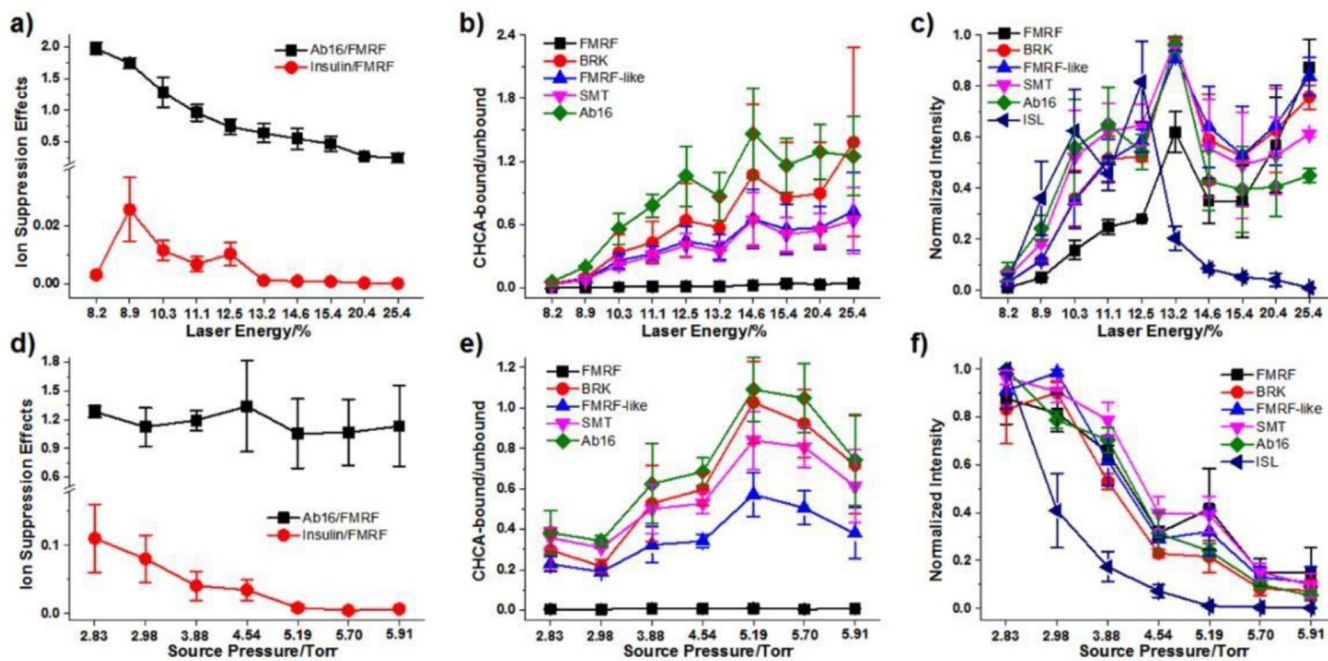 a)
Ion Suppression Effects
2.0
1.5
1.0
0.5
0.02
0.00
Ab16/FMRF
Insulin/FMRF
8.2 8.9 10.3 11.1 12.5 13.2 14.6 15.4 20.4 25.4
Laser Energy/%
b)
CHCA-bound/unbound
2.4
1.8
1.2
0.6
0.0
FMRF
BRK
FMRF-like
SMT
Ab16
8.2 8.9 10.3 11.1 12.5 13.2 14.6 15.4 20.4 25.4
Laser Energy/%
c)
Normalized Intensity
1.0
0.8
0.6
0.4
0.2
0.0
FMRF
BRK
FMRF-like
SMT
Ab16
ISL
8.2 8.9 10.3 11.1 12.5 13.2 14.6 15.4 20.4 25.4
Laser Energy/%
d)
Ion Suppression Effects
1.8
1.5
1.2
0.9
0.6
0.1
0.0
Ab16/FMRF
Insulin/FMRF
2.83 2.98 3.88 4.54 5.19 5.70 5.91
Source Pressure/Torr
e)
CHCA-bound/unbound
1.2
1.0
0.8
0.6
0.4
0.2
0.0
FMRF
BRK
FMRF-like
SMT
Ab16
2.83 2.98 3.88 4.54 5.19 5.70 5.91
Source Pressure/Torr
f)
Normalized Intensity
1.0
0.8
0.6
0.4
0.2
0.0
FMRF
BRK
FMRF-like
SMT
Ab16
ISL
2.83 2.98 3.88 4.54 5.19 5.70 5.91
Source Pressure/Torr